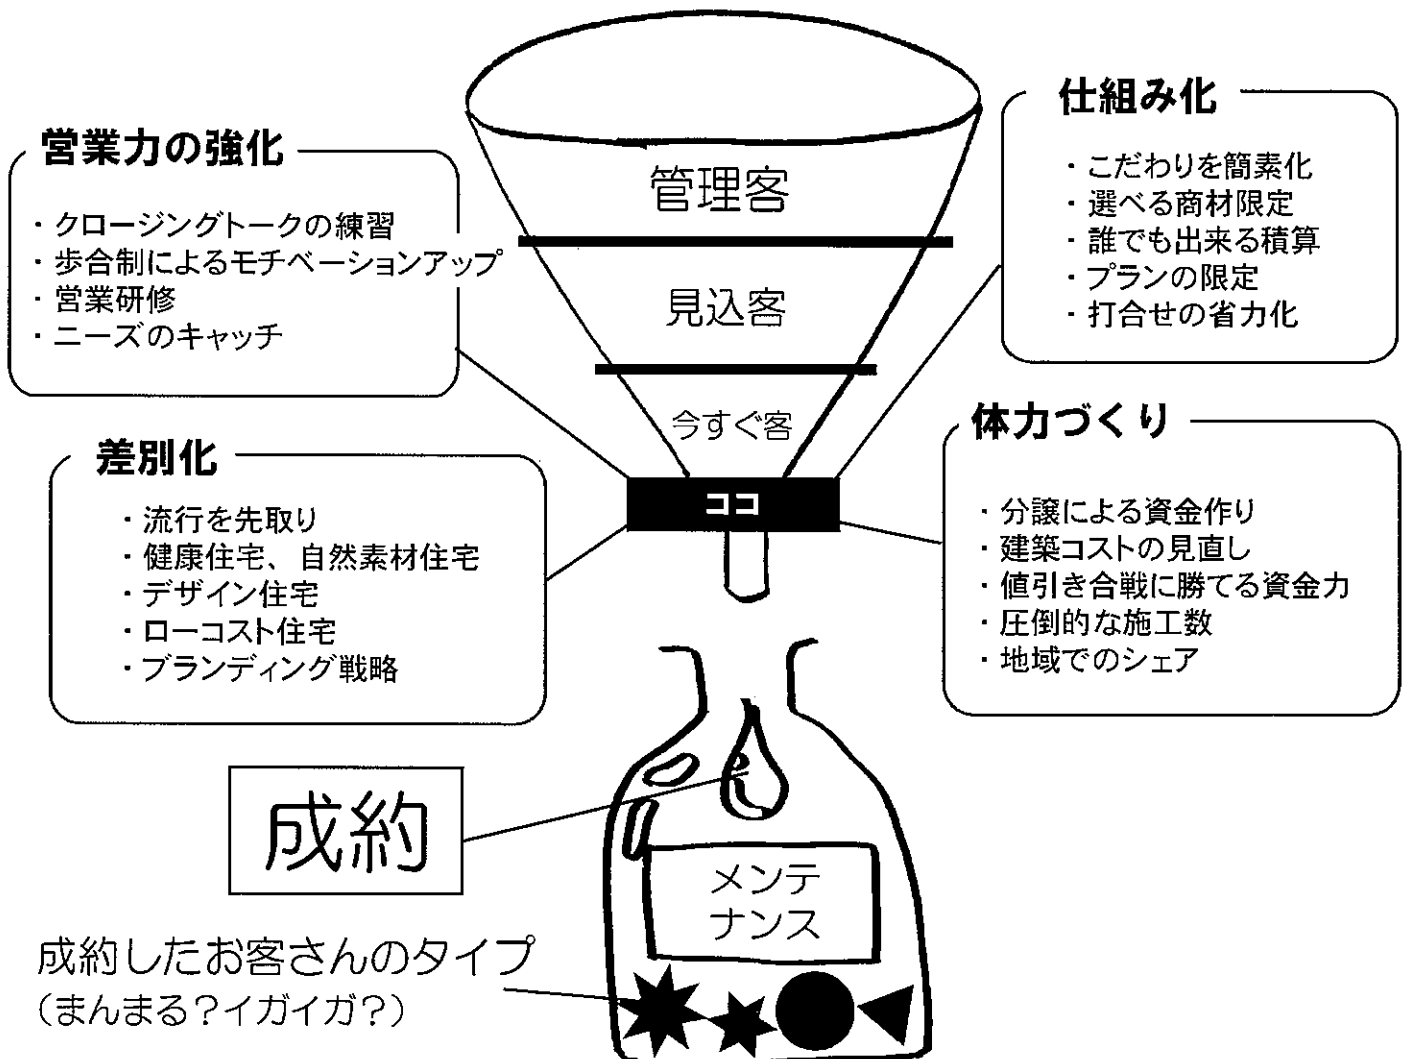 営業力の強化
・クロージングトークの練習
・歩合制によるモチベーションアップ
・営業研修
・ニーズのキャッチ
差別化
・流行を先取り
・健康住宅、自然素材住宅
・デザイン住宅
・ローコスト住宅
・ブランディング戦略
管理客
見込客
今すぐ客
ココ
仕組み化
・こだわりを簡素化
・選べる商材限定
・誰でも出来る積算
・プランの限定
・打合せの省力化
体力づくり
・分譲による資金作り
・建築コストの見直し
・値引き合戦に勝てる資金力
・圧倒的な施工数
・地域でのシェア
成約
メンテ
ナンス
成約したお客さんのタイプ
（まんまる？イガイガ？）